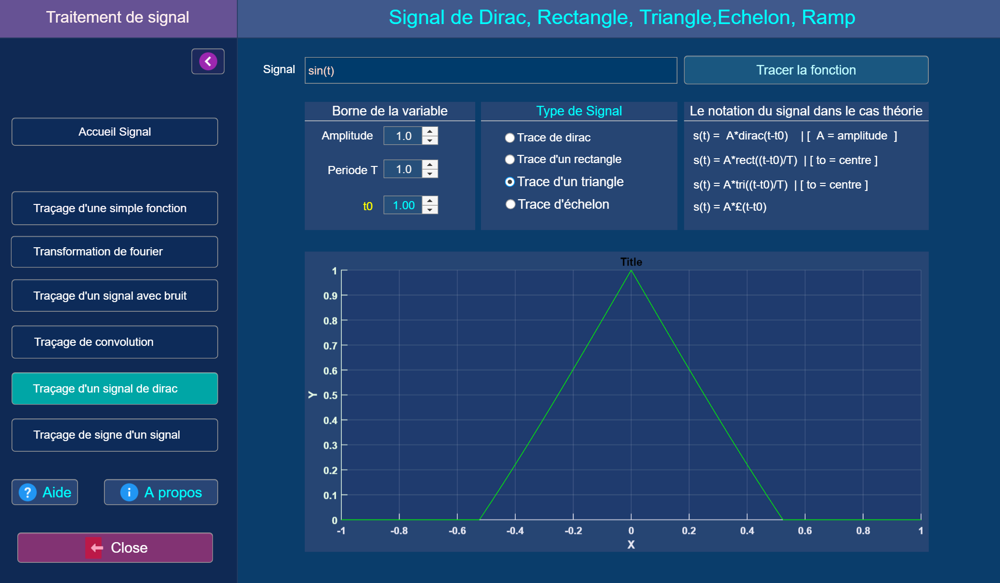 Traitement de signal
Signal de Dirac, Rectangle, Triangle,Echelon, Ramp
Accueil Signal
Traçage d'une simple fonction
Transformation de fourier
Traçage d'un signal avec bruit
Traçage de convolution
Traçage d'un signal de dirac
Traçage de signe d'un signal
? Aide
i A propos
Close
Signal
sin(t)
Tracer la fonction
Borne de la variable
Amplitude 1.0
Periode T 1.0
t0 1.00
Type de Signal
Trace de dirac
Trace d'un rectangle
Trace d'un triangle
Trace d'échelon
Le notation du signal dans le cas théorie
s(t) = A*dirac(t-t0) | [ A = amplitude ]
s(t) = A*rect((t-t0)/T) | [ to = centre ]
s(t) = A*tri((t-t0)/T) | [ to = centre ]
s(t) = A*£(t-t0)
Title
1
0.9
0.8
0.7
0.6
Y
0.5
0.4
0.3
0.2
0.1
0
-1 -0.8 -0.6 -0.4 -0.2 0 0.2 0.4 0.6 0.8 1
X